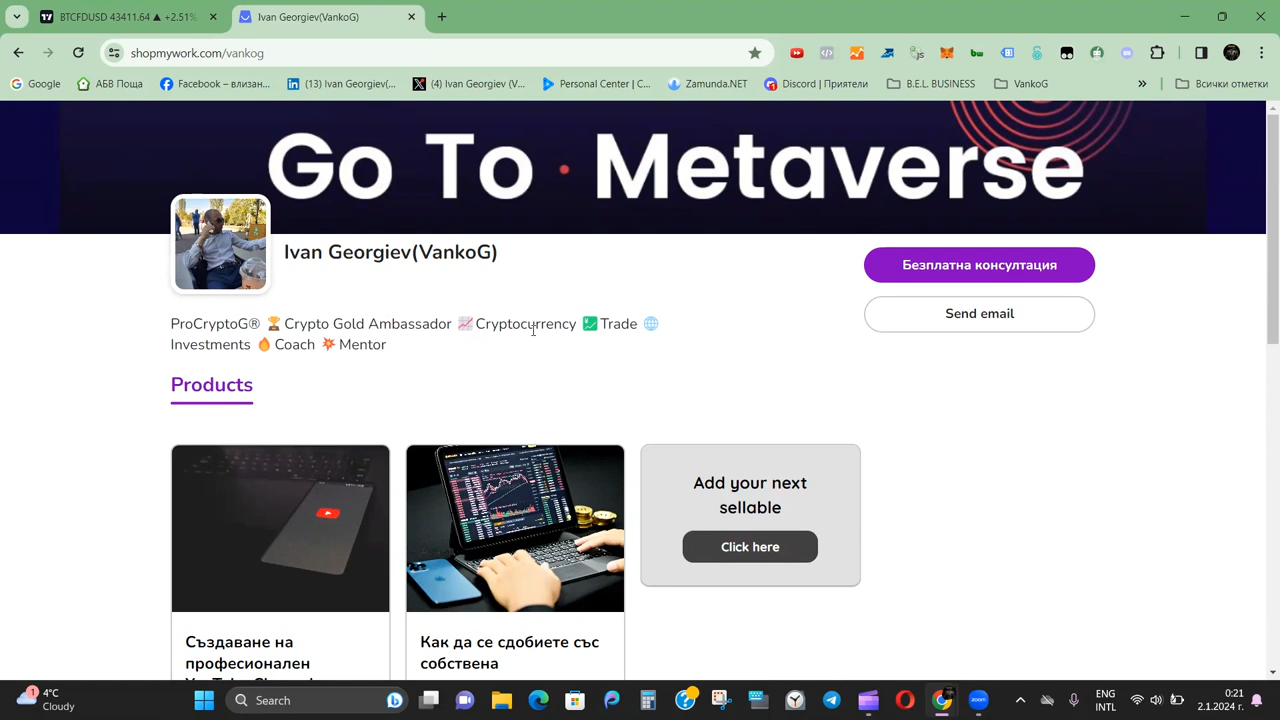 BTCFDUSD 43411.64 ▲ +2.51%
Ivan Georgiev(VankoG)
shopmywork.com/vankog
Google
АБВ Поща
Facebook – влизан...
(13) Ivan Georgiev(...
(4) Ivan Georgiev (V...
Personal Center | C...
Zamunda.NET
Discord | Приятели
B.E.L. BUSINESS
VankoG
Всички отметки
Go To • Metaverse
Ivan Georgiev(VankoG)
Безплатна консултация
Send email
ProCryptoG® 🏆Crypto Gold Ambassador 📈Cryptocurrency 💹Trade 🌐
Investments 🔥 Coach 💥 Mentor
Products
Add your next
sellable
Click here
Създаване на
професионален
Как да се сдобиете със
собствена
1
4°C
Cloudy
Search
ENG
INTL
0:21
2.1.2024 г.